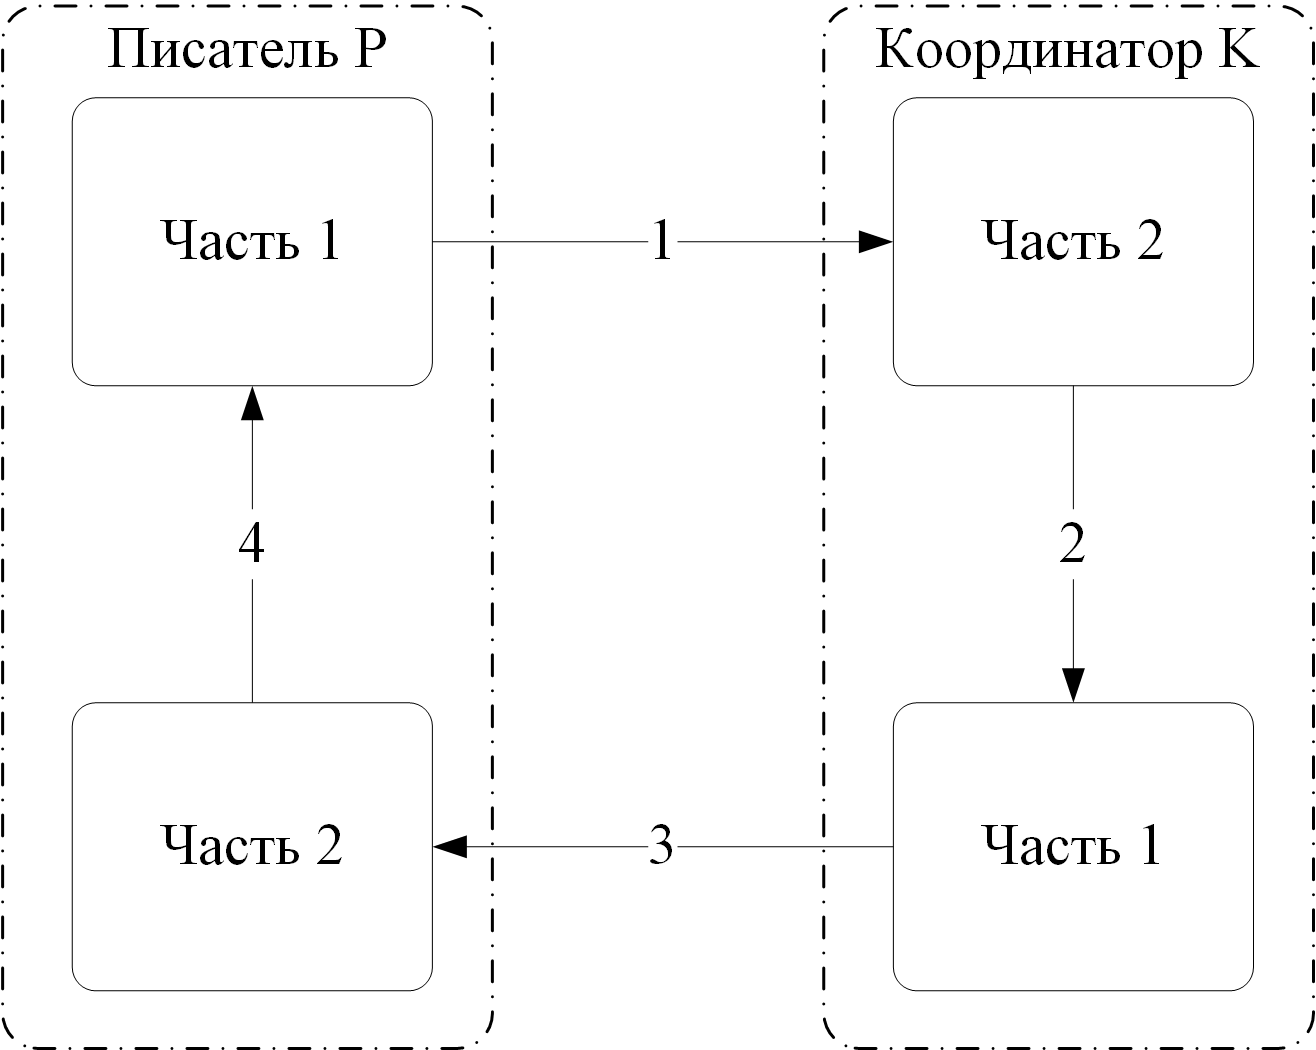 Писатель P
Координатор K
Часть 1
1
Часть 2
4
2
Часть 2
3
Часть 1